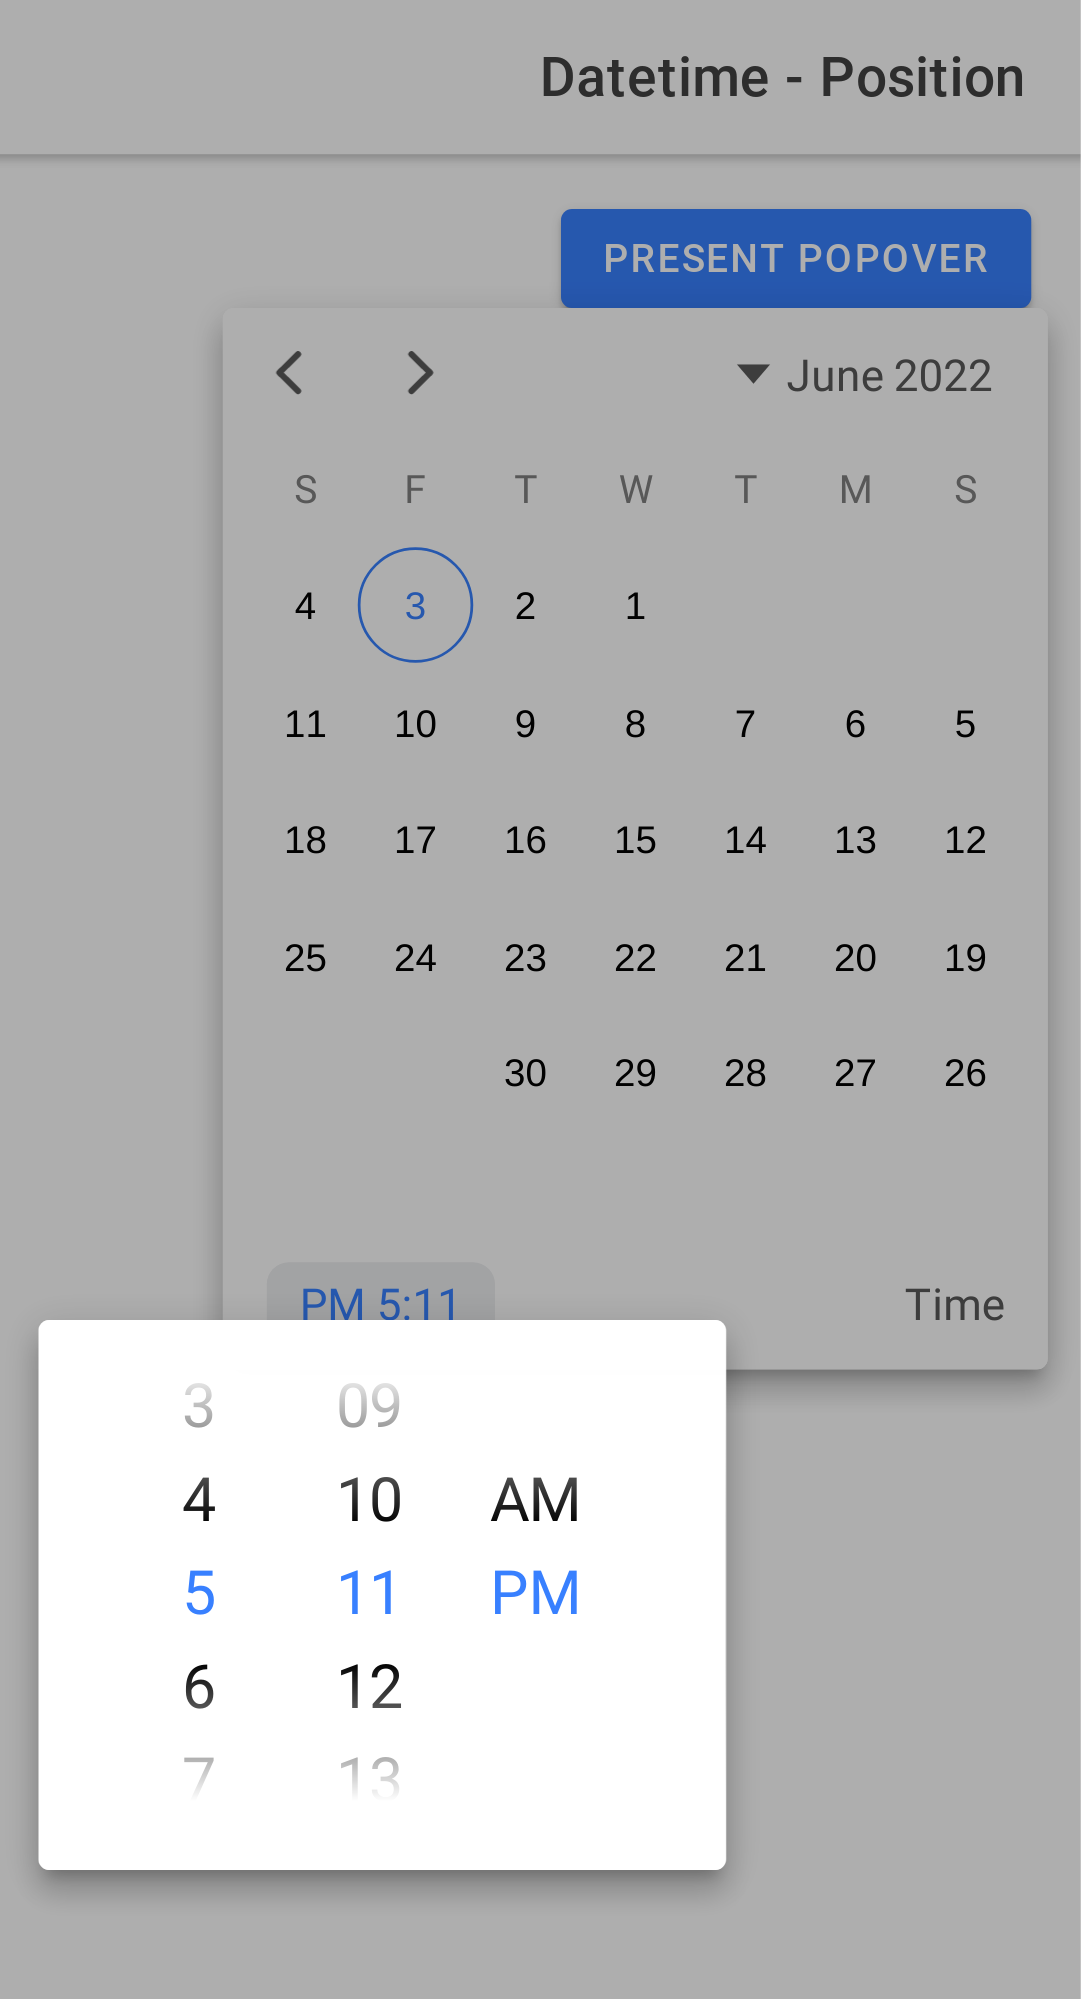 Datetime - Position
PRESENT POPOVER
June 2022
S F T W T M S
4 3 2 1
11 10 9 8 7 6 5
18 17 16 15 14 13 12
25 24 23 22 21 20 19
30 29 28 27 26
PM 5:11 Time
3 09
4 10 AM
5 11 PM
6 12
7 13